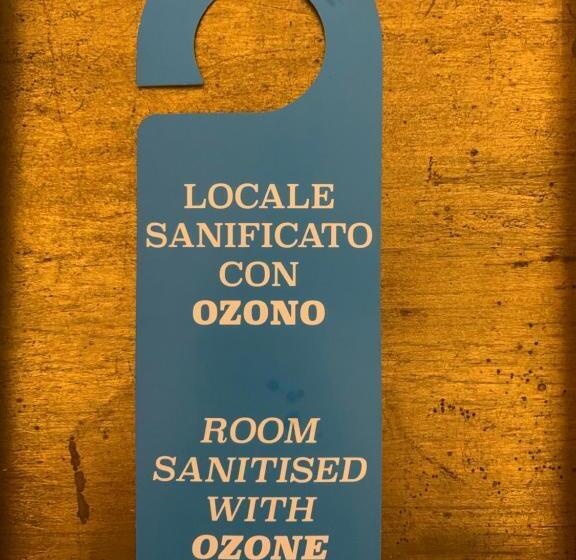 LOCALE
SANIFICATO
CON
OZONO
ROOM
SANITISED
WITH
OZONE